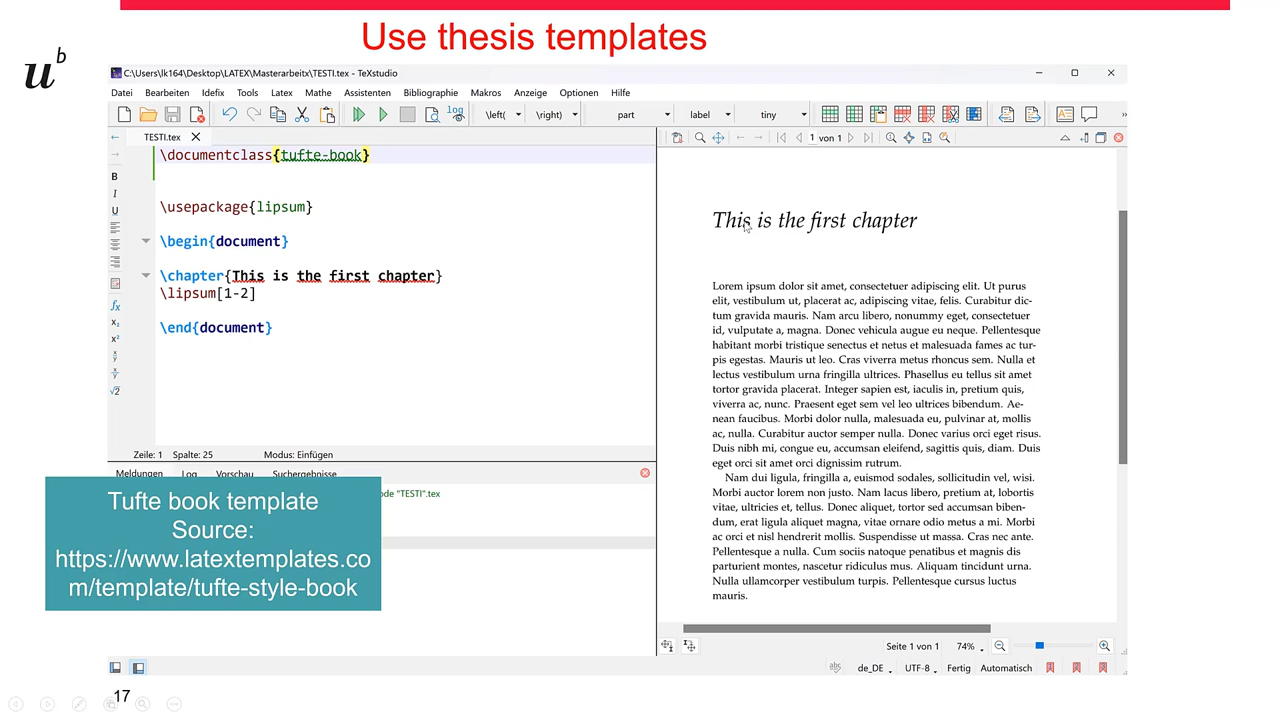 Use thesis templates
u b
C:\Users\lk164\Desktop\LATEX\Masterarbeitx\TESTI.tex - TeXstudio
Datei Bearbeiten Idefix Tools Latex Mathe Assistenten Bibliographie Makros Anzeige Optionen Hilfe
log \left( \right) part label tiny
TESTI.tex
1 von 1
\documentclass{tufte-book}
\usepackage{lipsum}
\begin{document}
\chapter{This is the first chapter}
\lipsum[1-2]
\end{document}
Zeile: 1 Spalte: 25 Modus: Einfügen
Meldungen Log Vorschau Suchergebnisse
ode "TESTI".tex
Tufte book template
Source:
https://www.latextemplates.co
m/template/tufte-style-book
This is the first chapter
Lorem ipsum dolor sit amet, consectetuer adipiscing elit. Ut purus
elit, vestibulum ut, placerat ac, adipiscing vitae, felis. Curabitur dic-
tum gravida mauris. Nam arcu libero, nonummy eget, consectetuer
id, vulputate a, magna. Donec vehicula augue eu neque. Pellentesque
habitant morbi tristique senectus et netus et malesuada fames ac tur-
pis egestas. Mauris ut leo. Cras viverra metus rhoncus sem. Nulla et
lectus vestibulum urna fringilla ultrices. Phasellus eu tellus sit amet
tortor gravida placerat. Integer sapien est, iaculis in, pretium quis,
viverra ac, nunc. Praesent eget sem vel leo ultrices bibendum. Ae-
nean faucibus. Morbi dolor nulla, malesuada eu, pulvinar at, mollis
ac, nulla. Curabitur auctor semper nulla. Donec varius orci eget risus.
Duis nibh mi, congue eu, accumsan eleifend, sagittis quis, diam. Duis
eget orci sit amet orci dignissim rutrum.
Nam dui ligula, fringilla a, euismod sodales, sollicitudin vel, wisi.
Morbi auctor lorem non justo. Nam lacus libero, pretium at, lobortis
vitae, ultricies et, tellus. Donec aliquet, tortor sed accumsan biben-
dum, erat ligula aliquet magna, vitae ornare odio metus a mi. Morbi
ac orci et nisl hendrerit mollis. Suspendisse ut massa. Cras nec ante.
Pellentesque a nulla. Cum sociis natoque penatibus et magnis dis
parturient montes, nascetur ridiculus mus. Aliquam tincidunt urna.
Nulla ullamcorper vestibulum turpis. Pellentesque cursus luctus
mauris.
Seite 1 von 1 74%
de_DE UTF-8 Fertig Automatisch
17